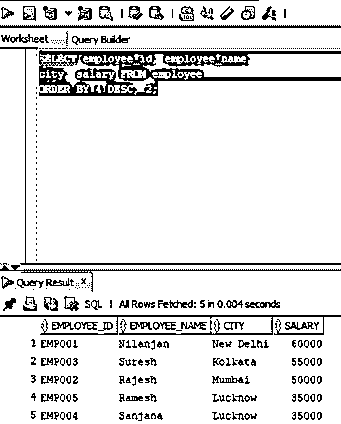 Worksheet Query Builder
SELECT employee_id, employee_name
city, salary FROM employee
ORDER BY(4)DESC, 2;
Query Result x
SQL | All Rows Fetched: 5 in 0.004 seconds
EMPLOYEE_ID EMPLOYEE_NAME CITY SALARY
1 EMP001 Nilanjan New Delhi 60000
2 EMP003 Suresh Kolkata 55000
3 EMP002 Rajesh Mumbai 50000
4 EMP005 Ramesh Lucknow 35000
5 EMP004 Sanjana Lucknow 35000